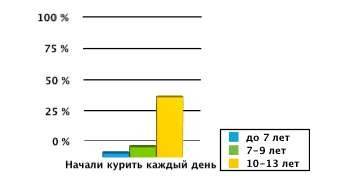 100 %
75 %
50 %
25 %
0 %
Начали курить каждый день
до 7 лет
7-9 лет
10-13 лет